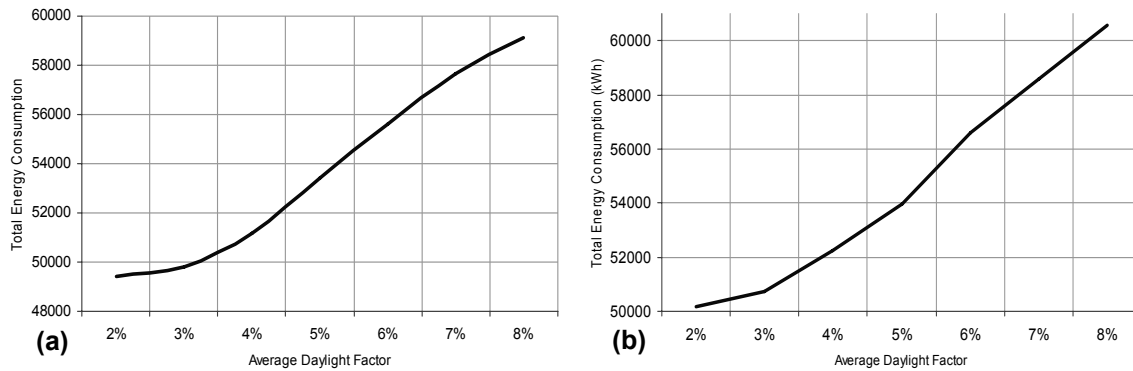 60000
58000
56000
54000
52000
50000
48000
Total Energy Consumption
2% 3% 4% 5% 6% 7% 8%
Average Daylight Factor
(a)
60000
58000
56000
54000
52000
50000
Total Energy Consumption (kWh)
2% 3% 4% 5% 6% 7% 8%
Average Daylight Factor
(b)